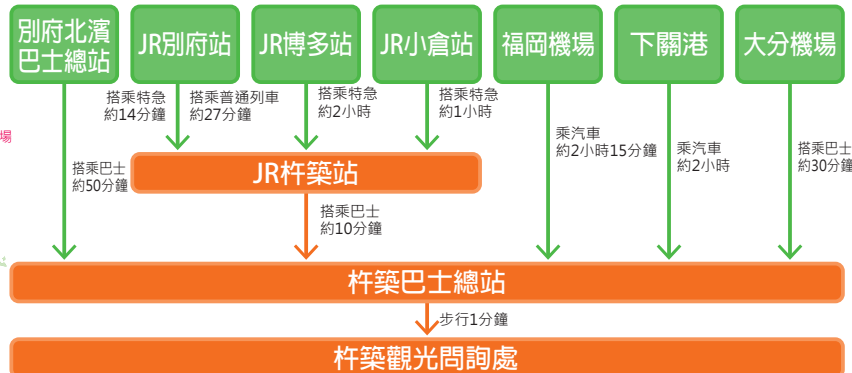 別府北濱
巴士總站
JR別府站
JR博多站
JR小倉站
福岡機場
下關港
大分機場
搭乘特急
約14分鐘
搭乘普通列車
約27分鐘
搭乘特急
約2小時
搭乘特急
約1小時
場
乘汽車
約2小時15分鐘
乘汽車
約2小時
搭乘巴士
約30分鐘
搭乘巴士
約50分鐘
JR杵築站
搭乘巴士
約10分鐘
杵築巴士總站
步行1分鐘
杵築觀光問詢處